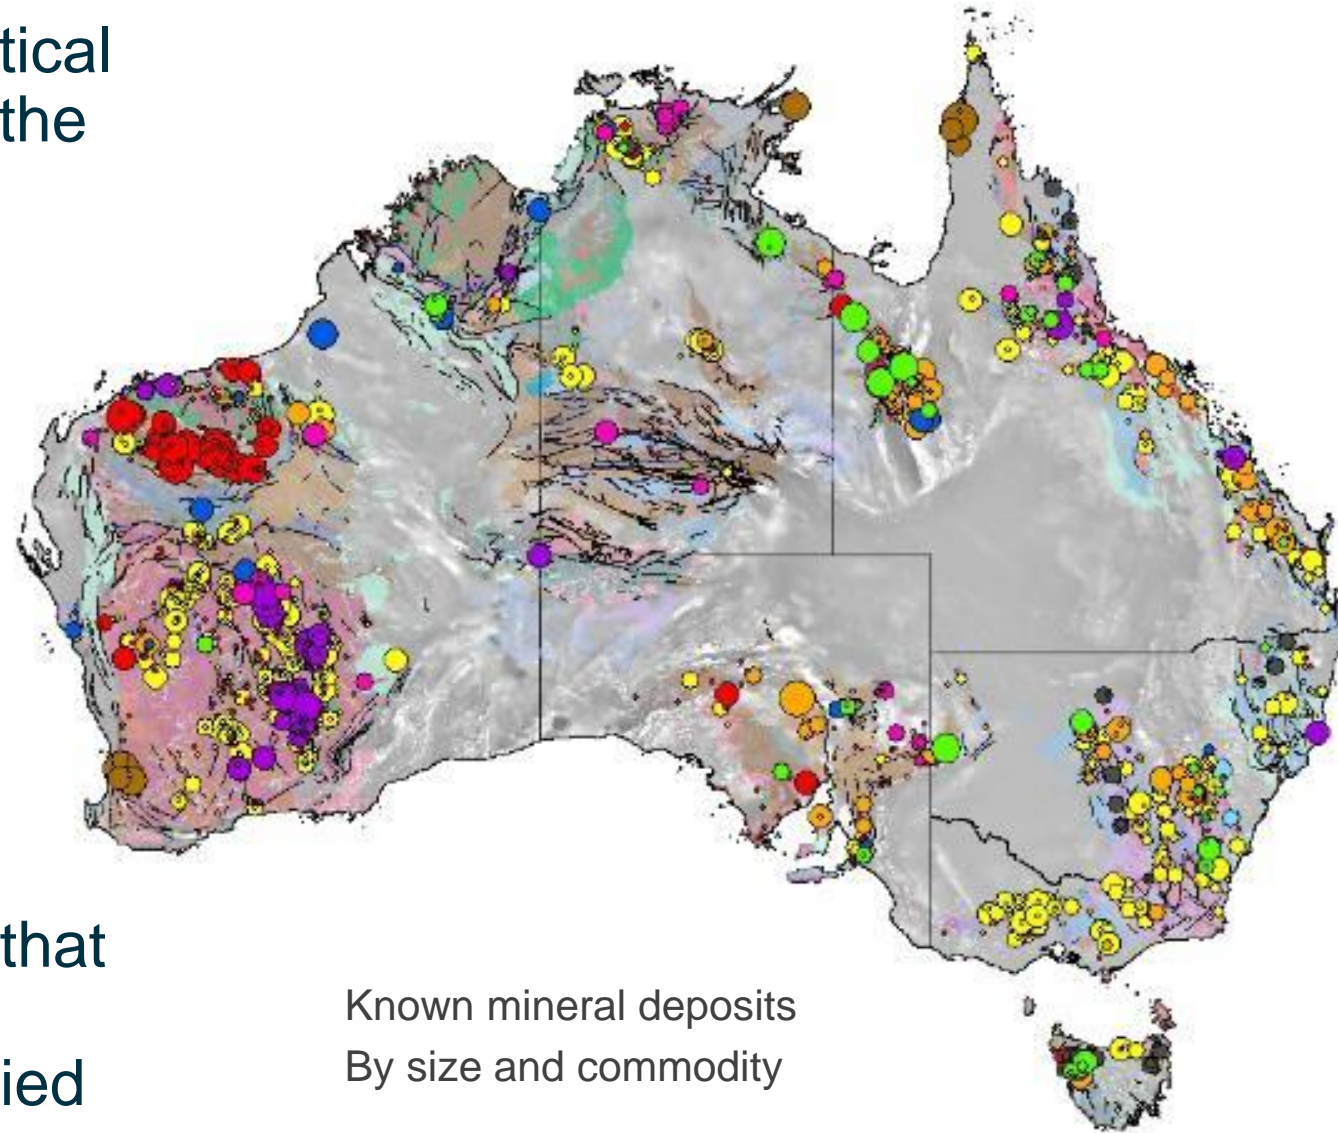 tical
the
that
ied
Known mineral deposits
By size and commodity